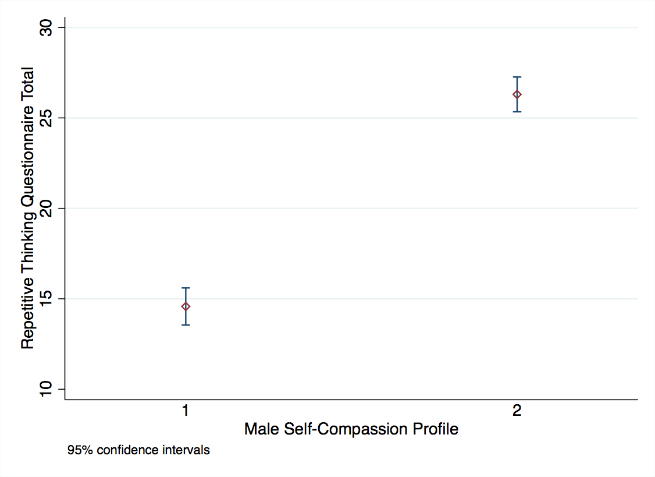 Repetitive Thinking Questionnaire Total
30
25
20
15
10
1 2
Male Self-Compassion Profile
95% confidence intervals